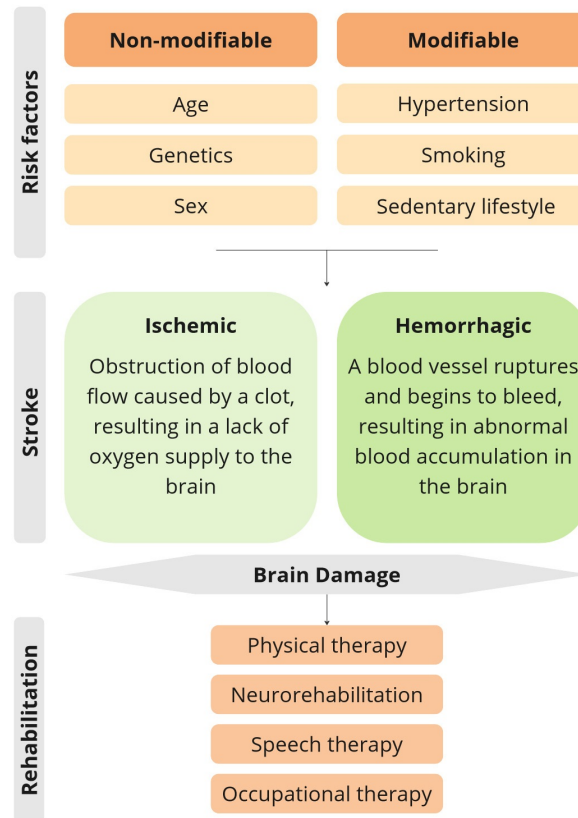 Risk factors
Non-modifiable
Modifiable
Age
Hypertension
Genetics
Smoking
Sex
Sedentary lifestyle
Stroke
Ischemic
Obstruction of blood
flow caused by a clot,
resulting in a lack of
oxygen supply to the
brain
Hemorrhagic
A blood vessel ruptures
and begins to bleed,
resulting in abnormal
blood accumulation in
the brain
Brain Damage
Rehabilitation
Physical therapy
Neurorehabilitation
Speech therapy
Occupational therapy